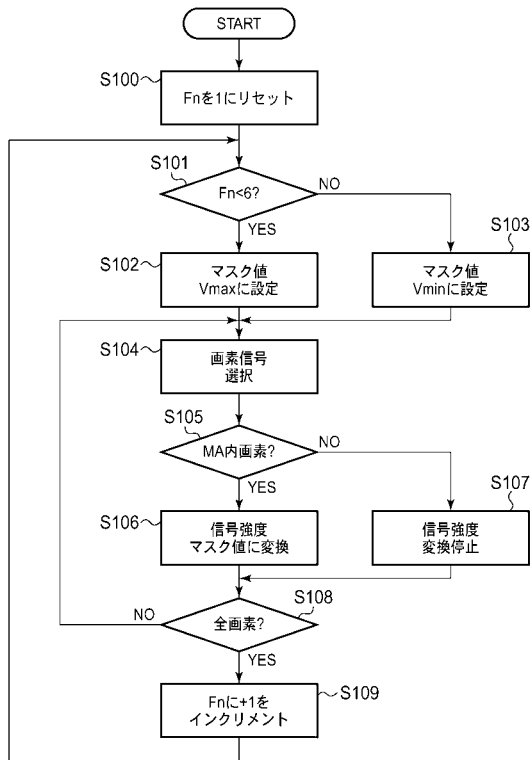 START
S100
Fnを1にリセット
S101
Fn<6?
NO
YES
S103
S102
マスク値
Vmaxに設定
マスク値
Vminに設定
S104
画素信号
選択
S105
MA内画素?
NO
YES
S107
S106
信号強度
マスク値に変換
信号強度
変換停止
S108
NO
全画素?
YES
S109
Fnに+1を
インクリメント